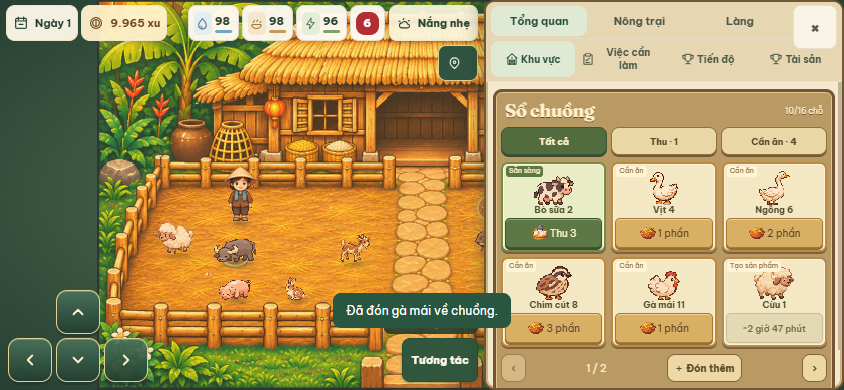 Ngày 1
9.965 xu
98
98
96
6
Nắng nhẹ
Tổng quan
Nông trại
Làng
×
Khu vực
Việc cần làm
Tiến độ
Tài sản
Sổ chuồng
10/16 chỗ
Tất cả
Thu · 1
Cần ăn · 4
Sẵn sàng
Bò sữa 2
Thu 3
Cần ăn
Vịt 4
1 phần
Cần ăn
Ngỗng 6
2 phần
Cần ăn
Chim cút 8
3 phần
Cần ăn
Gà mái 11
1 phần
Tạo sản phẩm
Cừu 1
~2 giờ 47 phút
Đã đón gà mái về chuồng.
Tương tác
1 / 2
+ Đón thêm